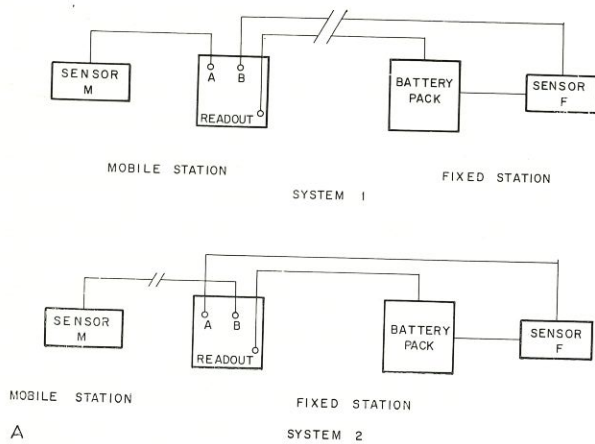 SENSOR
M
A
B
READOUT
BATTERY
PACK
SENSOR
F
MOBILE STATION
FIXED STATION
SYSTEM 1
SENSOR
M
A
B
READOUT
BATTERY
PACK
SENSOR
F
MOBILE STATION
FIXED STATION
A
SYSTEM 2